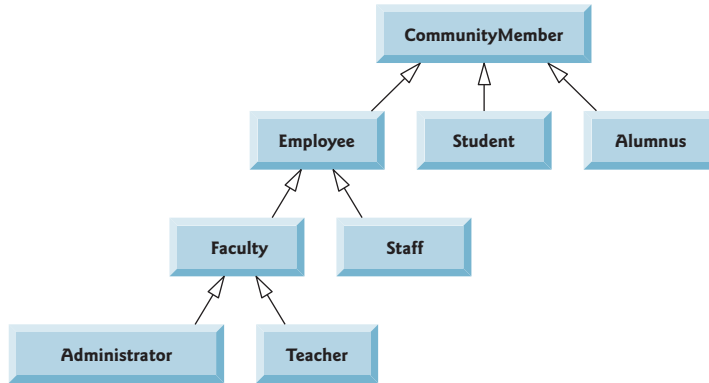 CommunityMember
Employee
Student
Alumnus
Faculty
Staff
Administrator
Teacher